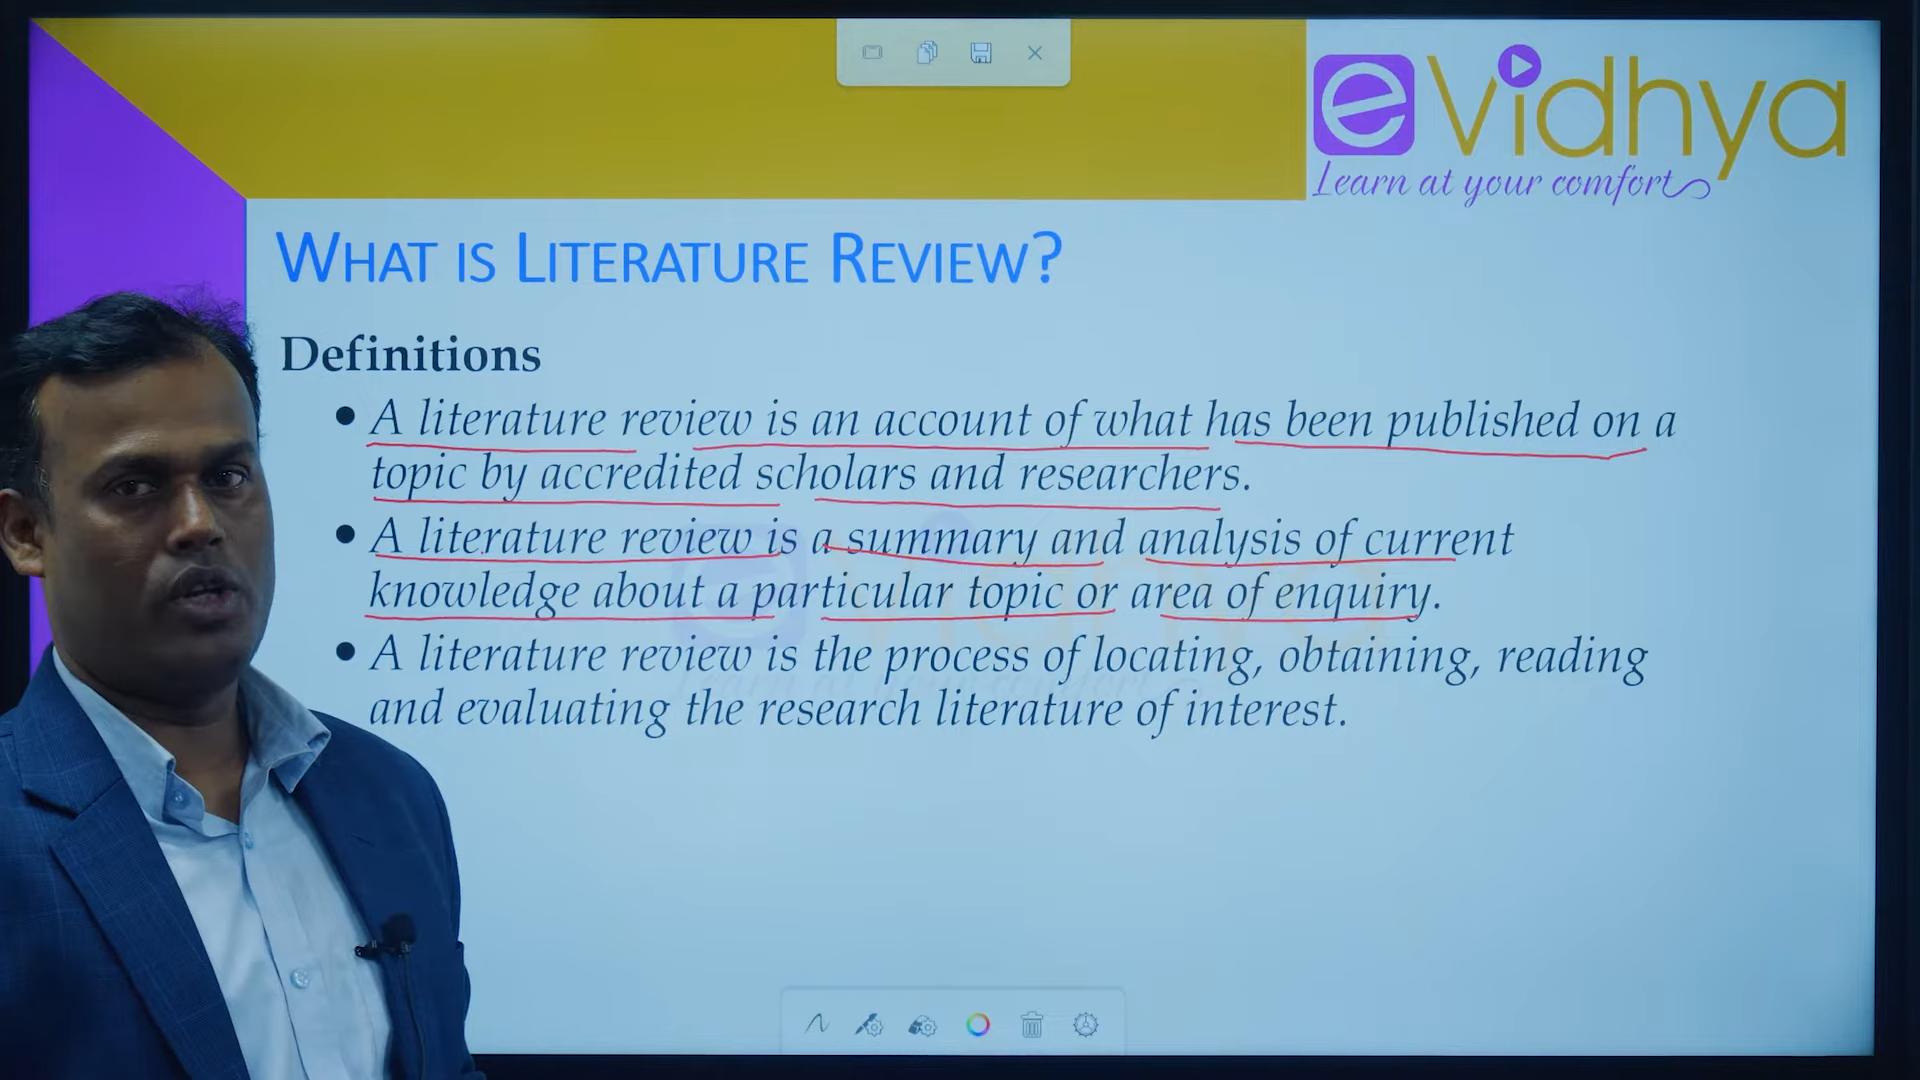 eVidhya
Learn at your comfort
WHAT IS LITERATURE REVIEW?
Definitions
• A literature review is an account of what has been published on a
topic by accredited scholars and researchers.
• A literature review is a summary and analysis of current
knowledge about a particular topic or area of enquiry.
• A literature review is the process of locating, obtaining, reading
and evaluating the research literature of interest.